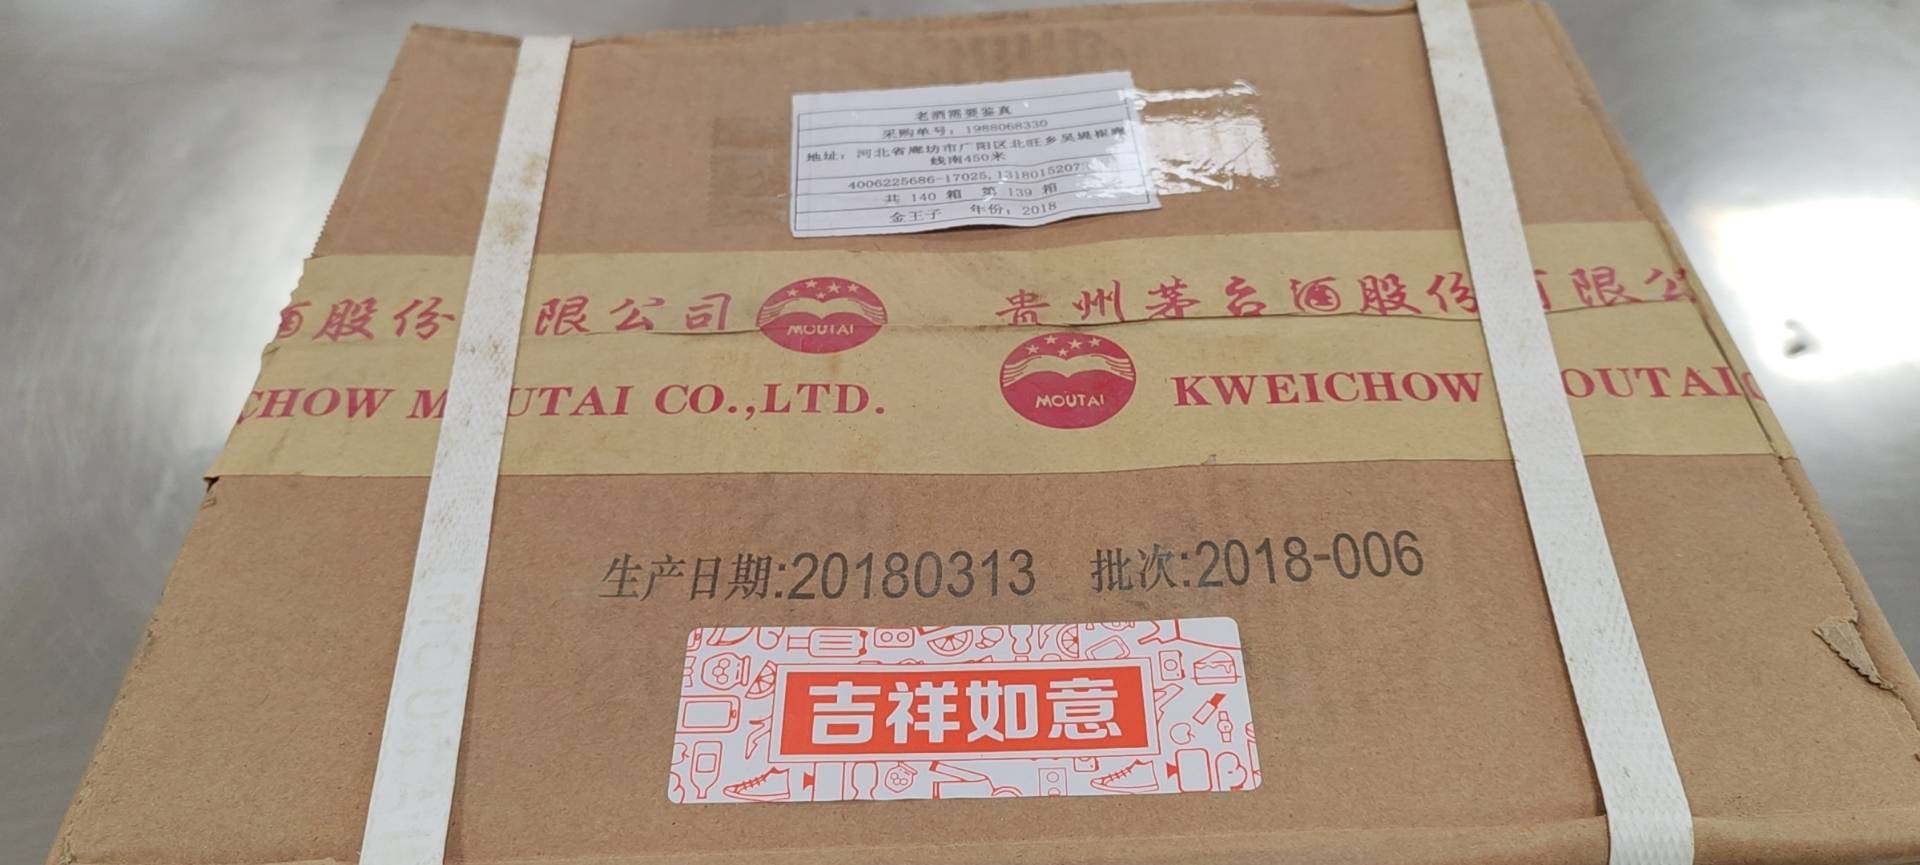 老酒需要鉴真
采购单号：1988068330
地址：河北省廊坊市广阳区北旺乡吴堤
线南450米
4006225686-17025,1318015207
共 140 箱 第 139 箱
金王子 年份：2018
酒股份 限公司 MOUTAI 贵州茅台酒股份 限公
CHOW M UTAI CO.,LTD. MOUTAI KWEICHOW OUTAI
生产日期:20180313 批次:2018-006
吉祥如意